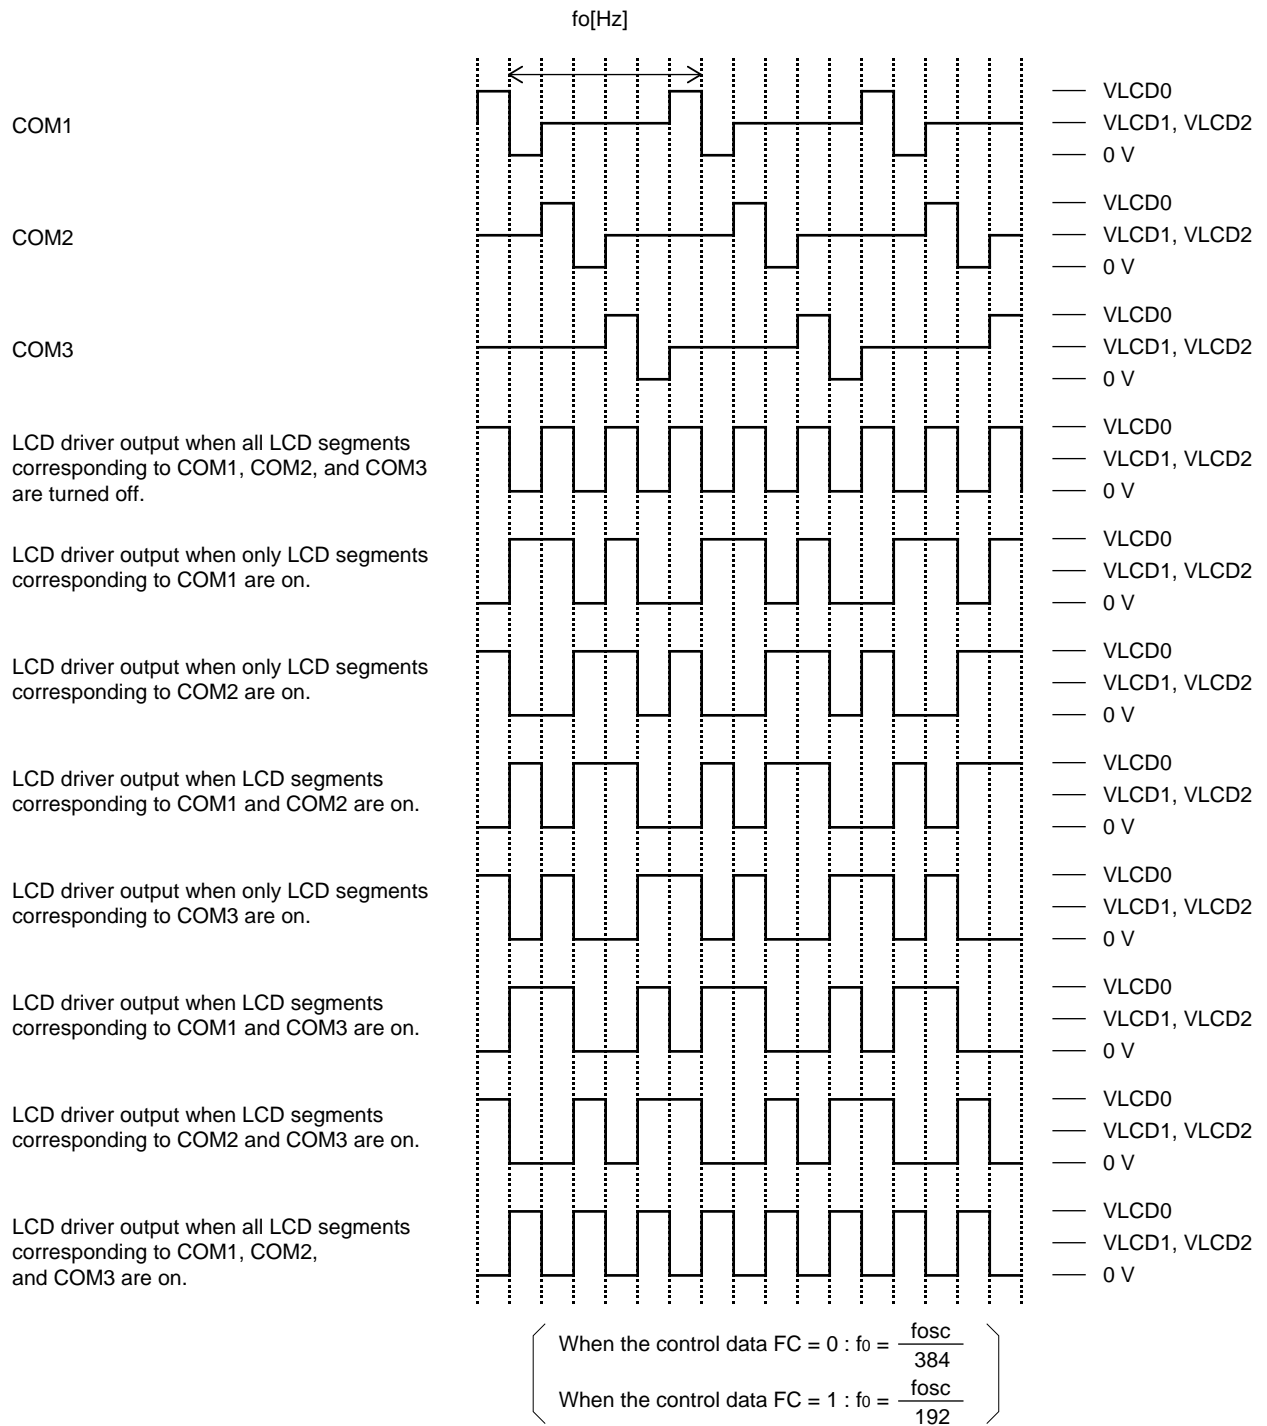 fo[Hz]
COM1
VLCD0
VLCD1, VLCD2
0 V
COM2
VLCD0
VLCD1, VLCD2
0 V
COM3
VLCD0
VLCD1, VLCD2
0 V
LCD driver output when all LCD segments
corresponding to COM1, COM2, and COM3
are turned off.
VLCD0
VLCD1, VLCD2
0 V
LCD driver output when only LCD segments
corresponding to COM1 are on.
VLCD0
VLCD1, VLCD2
0 V
LCD driver output when only LCD segments
corresponding to COM2 are on.
VLCD0
VLCD1, VLCD2
0 V
LCD driver output when LCD segments
corresponding to COM1 and COM2 are on.
VLCD0
VLCD1, VLCD2
0 V
LCD driver output when only LCD segments
corresponding to COM3 are on.
VLCD0
VLCD1, VLCD2
0 V
LCD driver output when LCD segments
corresponding to COM1 and COM3 are on.
VLCD0
VLCD1, VLCD2
0 V
LCD driver output when LCD segments
corresponding to COM2 and COM3 are on.
VLCD0
VLCD1, VLCD2
0 V
LCD driver output when all LCD segments
corresponding to COM1, COM2,
and COM3 are on.
VLCD0
VLCD1, VLCD2
0 V
When the control data FC = 0 : f0 = fosc
384
When the control data FC = 1 : f0 = fosc
192